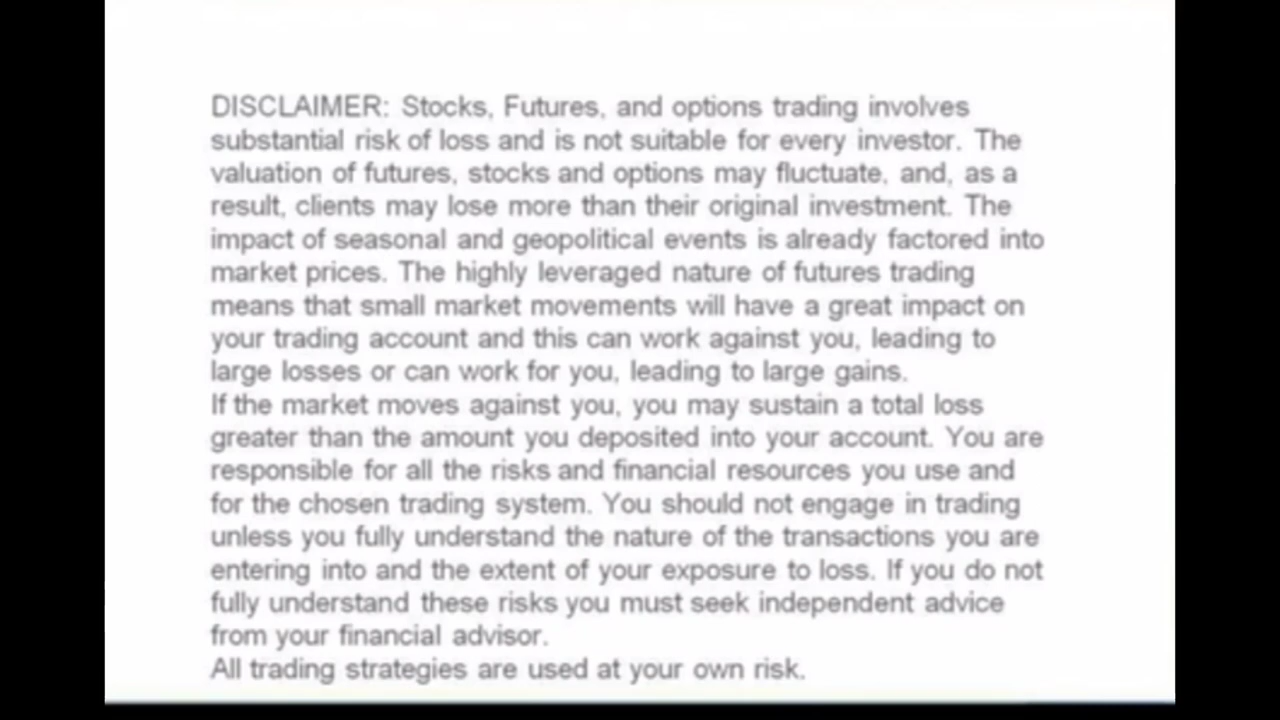 DISCLAIMER: Stocks, Futures, and options trading involves
substantial risk of loss and is not suitable for every investor. The
valuation of futures, stocks and options may fluctuate, and, as a
result, clients may lose more than their original investment. The
impact of seasonal and geopolitical events is already factored into
market prices. The highly leveraged nature of futures trading
means that small market movements will have a great impact on
your trading account and this can work against you, leading to
large losses or can work for you, leading to large gains.
If the market moves against you, you may sustain a total loss
greater than the amount you deposited into your account. You are
responsible for all the risks and financial resources you use and
for the chosen trading system. You should not engage in trading
unless you fully understand the nature of the transactions you are
entering into and the extent of your exposure to loss. If you do not
fully understand these risks you must seek independent advice
from your financial advisor.
All trading strategies are used at your own risk.